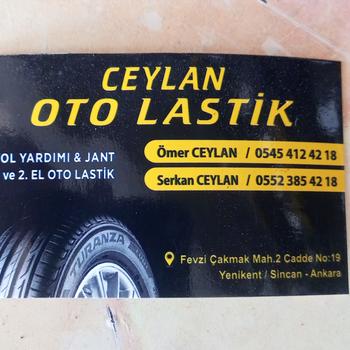 CEYLAN
OTO LASTİK
OL YARDIMI & JANT
ve 2. EL OTO LASTİK
Ömer CEYLAN / 0545 412 42 18
Serkan CEYLAN / 0552 385 42 18
TURANZA
Fevzi Çakmak Mah.2 Cadde No:19
Yenikent / Sincan - Ankara